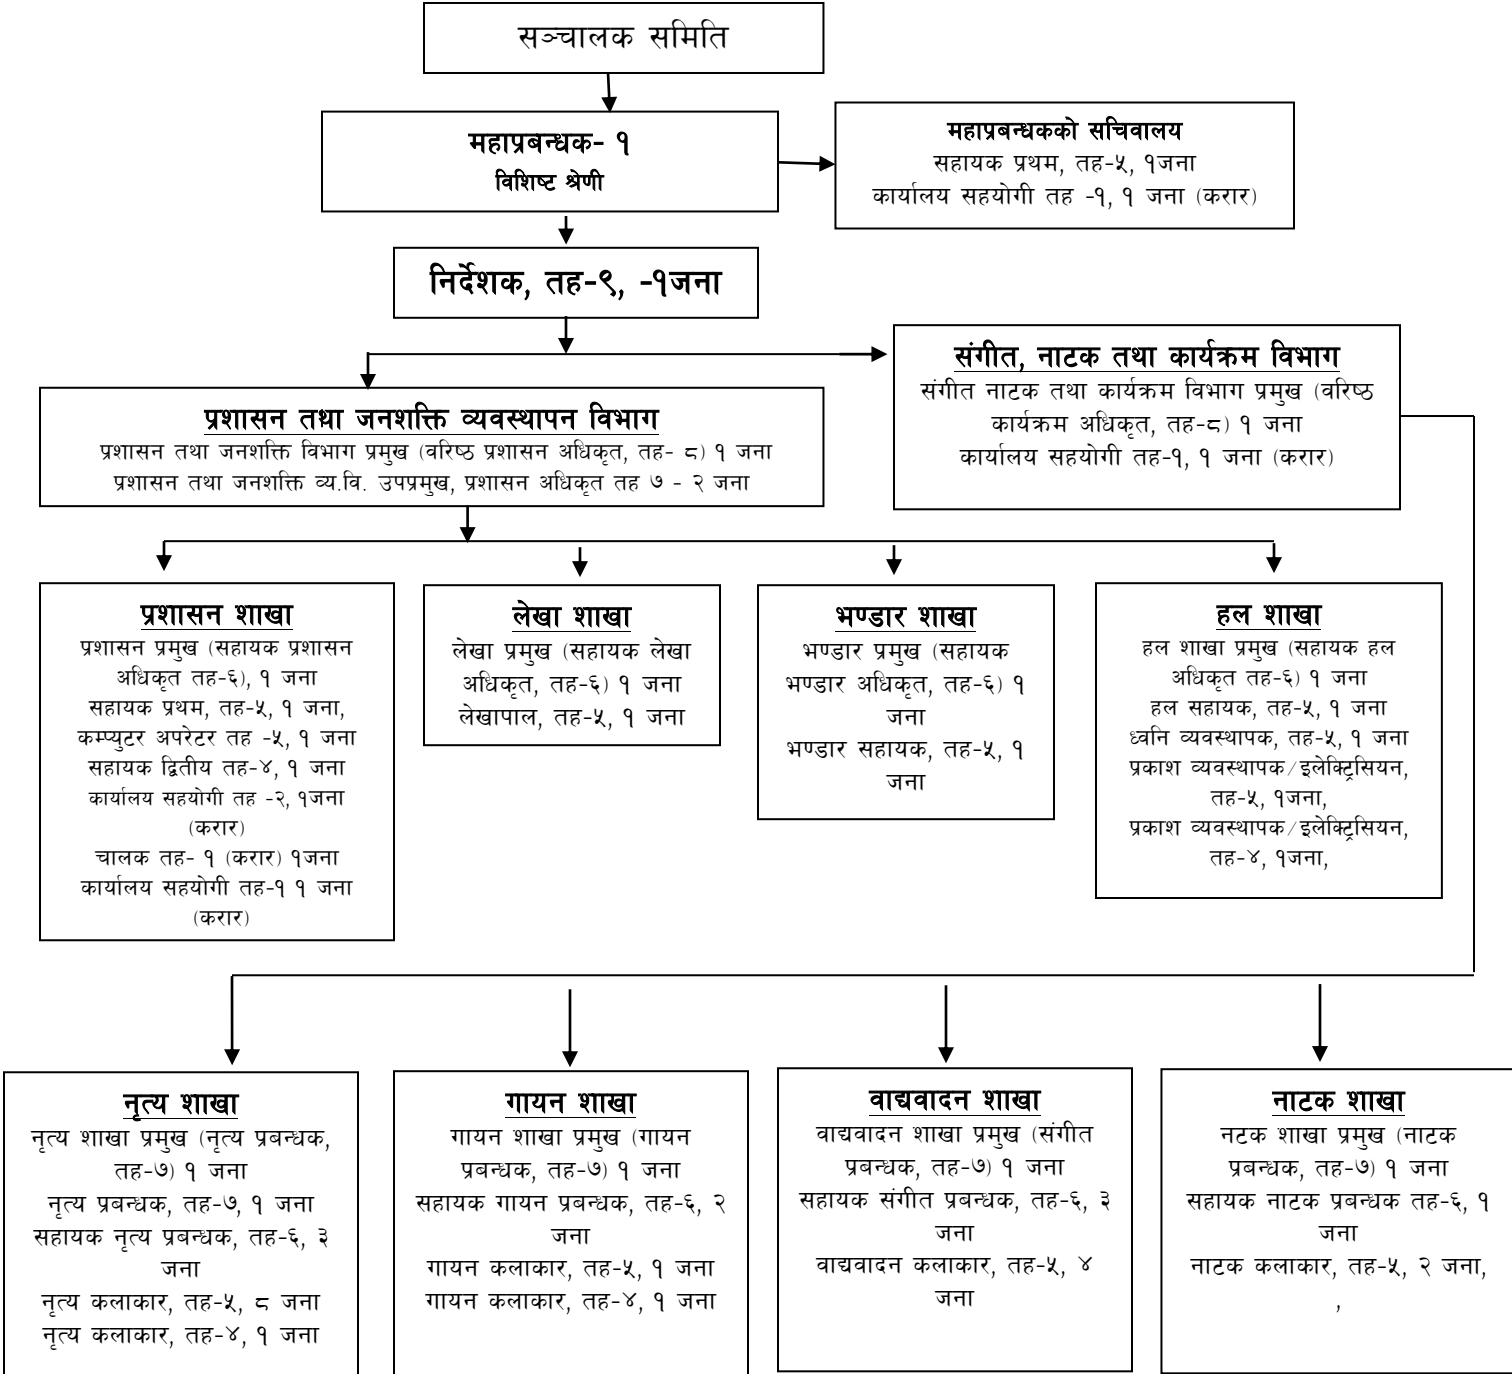 सञ्चालक समिति
महाप्रबन्धक- १
विशिष्ट श्रेणी
महाप्रबन्धकको सचिवालय
सहायक प्रथम, तह-५, १जना
कार्यालय सहयोगी तह -१, १ जना (करार)
निर्देशक, तह-९, -१जना
संगीत, नाटक तथा कार्यक्रम विभाग
संगीत नाटक तथा कार्यक्रम विभाग प्रमुख (वरिष्ठ
कार्यक्रम अधिकृत, तह-८) १ जना
कार्यालय सहयोगी तह-१, १ जना (करार)
प्रशासन तथा जनशक्ति व्यवस्थापन विभाग
प्रशासन तथा जनशक्ति विभाग प्रमुख (वरिष्ठ प्रशासन अधिकृत, तह- ८) १ जना
प्रशासन तथा जनशक्ति व्य.वि. उपप्रमुख, प्रशासन अधिकृत तह ७ - २ जना
प्रशासन शाखा
प्रशासन प्रमुख (सहायक प्रशासन
अधिकृत तह-६), १ जना
सहायक प्रथम, तह-५, १ जना,
कम्प्युटर अपरेटर तह -५, १ जना
सहायक द्वितीय तह-४, १ जना
कार्यालय सहयोगी तह -२, १जना
(करार)
चालक तह- १ (करार) १जना
कार्यालय सहयोगी तह-१ १ जना
(करार)
लेखा शाखा
लेखा प्रमुख (सहायक लेखा
अधिकृत, तह-६) १ जना
लेखापाल, तह-५, १ जना
भण्डार शाखा
भण्डार प्रमुख (सहायक
भण्डार अधिकृत, तह-६) १
जना
भण्डार सहायक, तह-५, १
जना
हल शाखा
हल शाखा प्रमुख (सहायक हल
अधिकृत तह-६) १ जना
हल सहायक, तह-५, १ जना
ध्वनि व्यवस्थापक, तह-५, १ जना
प्रकाश व्यवस्थापक/इलेक्ट्रिसियन,
तह-५, १जना,
प्रकाश व्यवस्थापक/इलेक्ट्रिसियन,
तह-४, १जना,
नृत्य शाखा
नृत्य शाखा प्रमुख (नृत्य प्रबन्धक,
तह-७) १ जना
नृत्य प्रबन्धक, तह-७, १ जना
सहायक नृत्य प्रबन्धक, तह-६, ३
जना
नृत्य कलाकार, तह-५, ८ जना
नृत्य कलाकार, तह-४, १ जना
गायन शाखा
गायन शाखा प्रमुख (गायन
प्रबन्धक, तह-७) १ जना
सहायक गायन प्रबन्धक, तह-६, २
जना
गायन कलाकार, तह-५, १ जना
गायन कलाकार, तह-४, १ जना
वाद्यवादन शाखा
वाद्यवादन शाखा प्रमुख (संगीत
प्रबन्धक, तह-७) १ जना
सहायक संगीत प्रबन्धक, तह-६, ३
जना
वाद्यवादन कलाकार, तह-५, ४
जना
नाटक शाखा
नटक शाखा प्रमुख (नाटक
प्रबन्धक, तह-७) १ जना
सहायक नाटक प्रबन्धक तह-६, १
जना
नाटक कलाकार, तह-५, २ जना,
,